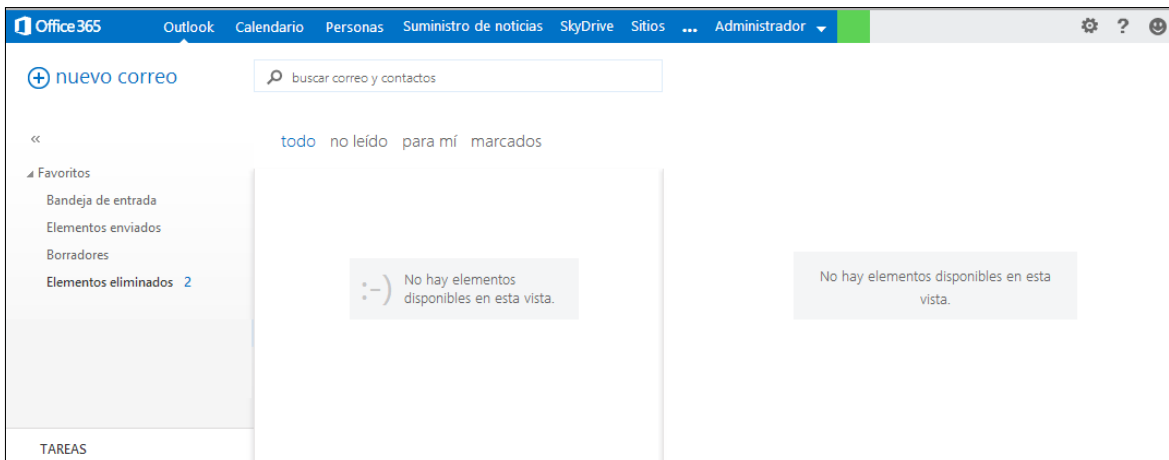 Office 365 Outlook Calendario Personas Suministro de noticias SkyDrive Sitios ... Administrador ?
nuevo correo
buscar correo y contactos
«
todo no leído para mí marcados
Favoritos
Bandeja de entrada
Elementos enviados
Borradores
Elementos eliminados 2
:-) No hay elementos
disponibles en esta vista.
No hay elementos disponibles en esta
vista.
TAREAS